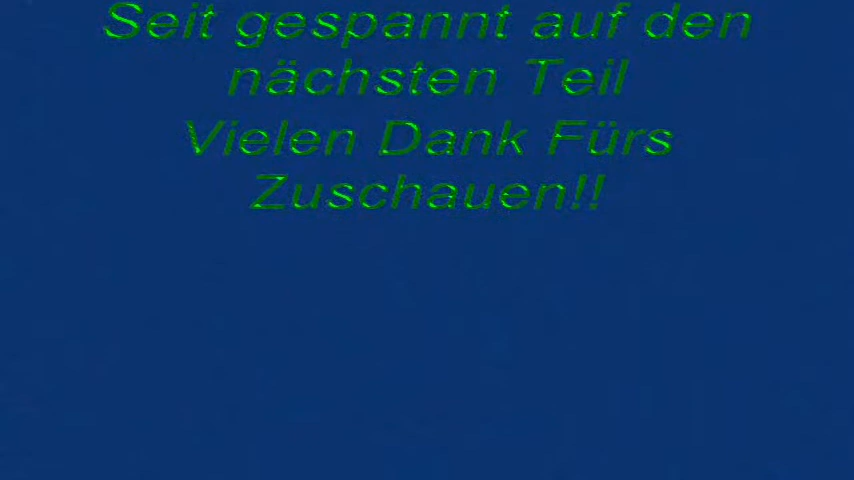 Seit gespannt auf den
nächsten Teil
Vielen Dank Fürs
Zuschauen!!